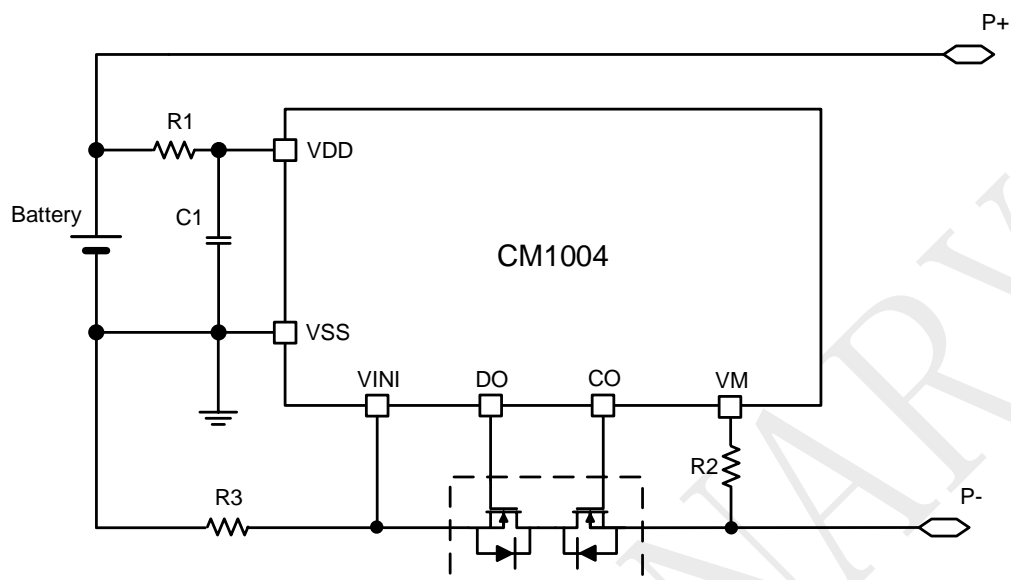 P+
R1
VDD
Battery
C1
CM1004
VSS
VINI
DO
CO
VM
R2
R3
P-